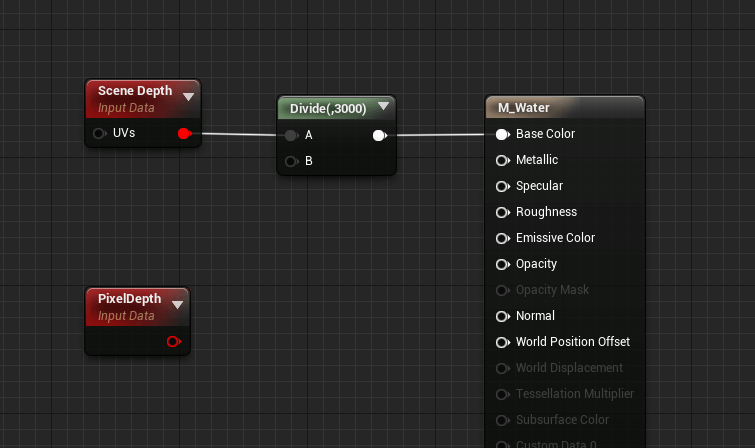 Scene Depth
Input Data
UVs
Divide(,3000)
A
B
M_Water
Base Color
Metallic
Specular
Roughness
Emissive Color
Opacity
Opacity Mask
Normal
World Position Offset
World Displacement
Tessellation Multiplier
Subsurface Color
Custom Data 0
PixelDepth
Input Data